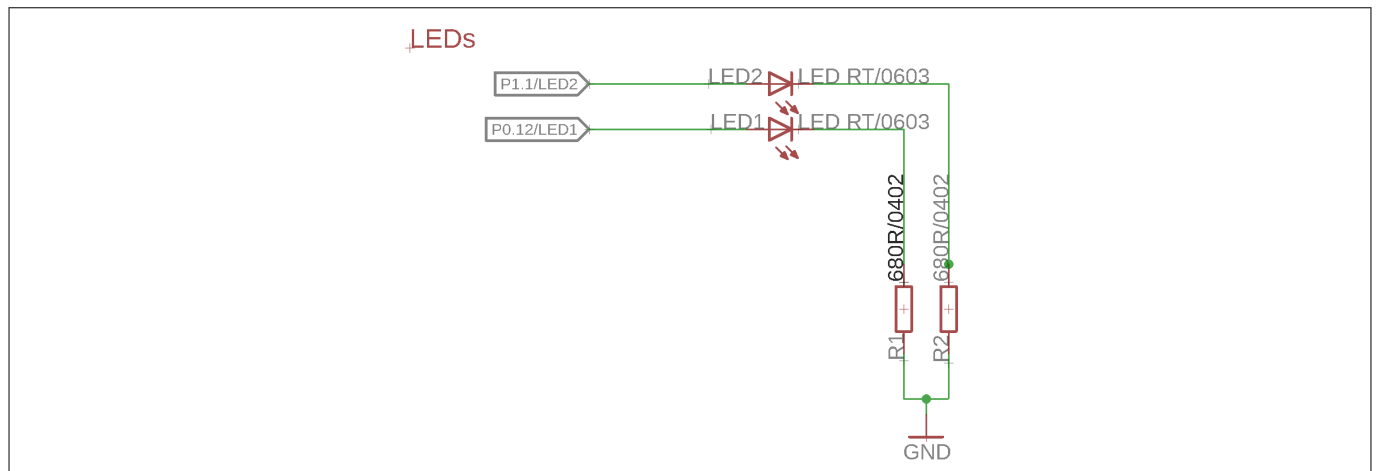 LEDs
P1.1/LED2
LED2
LED RT/0603
P0.12/LED1
LED1
LED RT/0603
680R/0402
680R/0402
R1
R2
GND